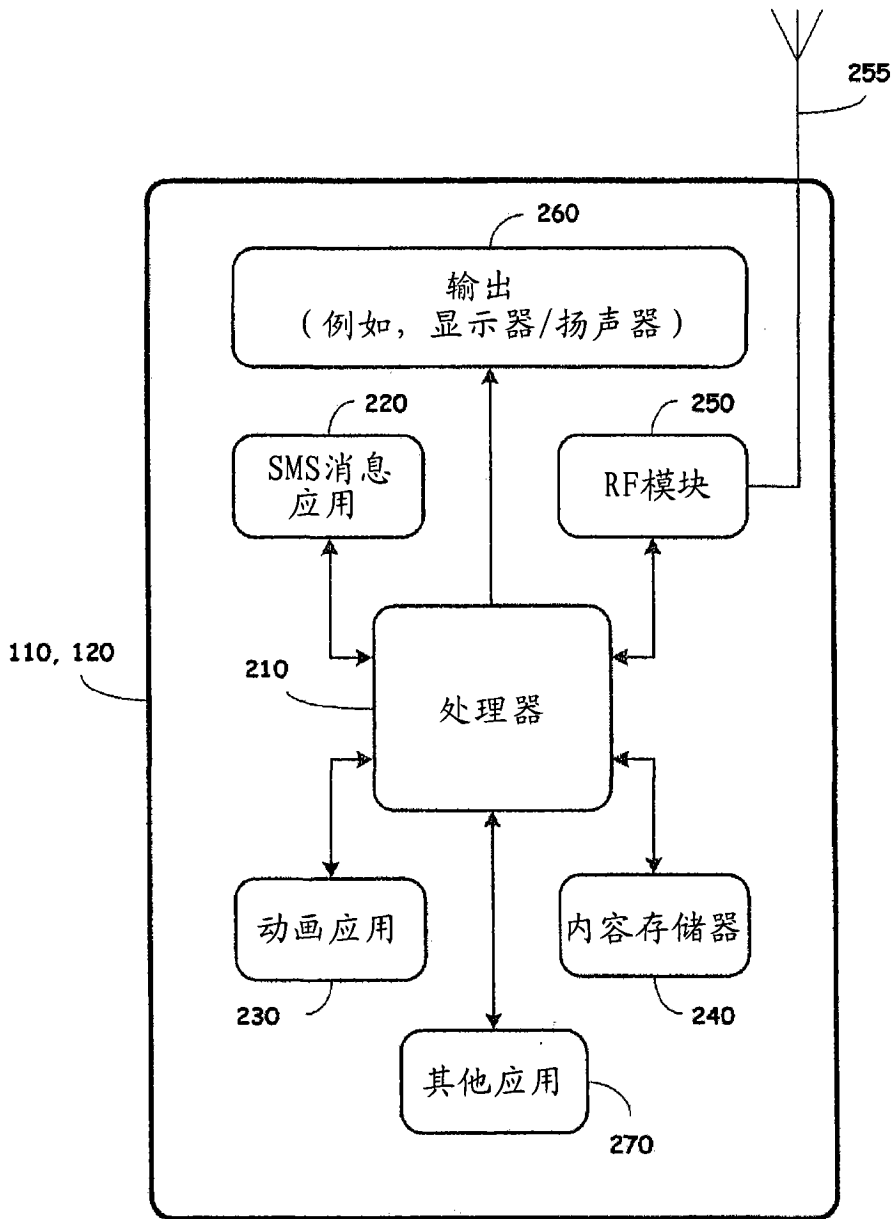 255
260
输出
(例如, 显示器/扬声器)
220
250
SMS消息
应用
RF模块
110, 120
210
处理器
动画应用
内容存储器
230
240
其他应用
270